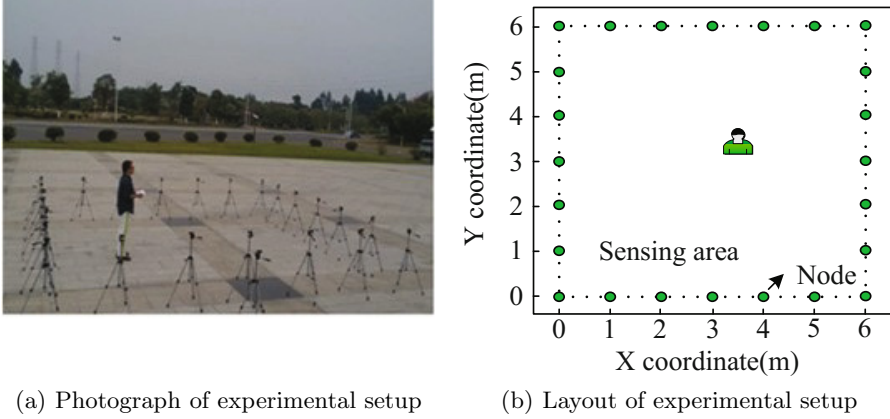 6
5
4
3
2
1
0
Y coordinate(m)
Sensing area
Node
0 1 2 3 4 5 6
X coordinate(m)
(a) Photograph of experimental setup
(b) Layout of experimental setup